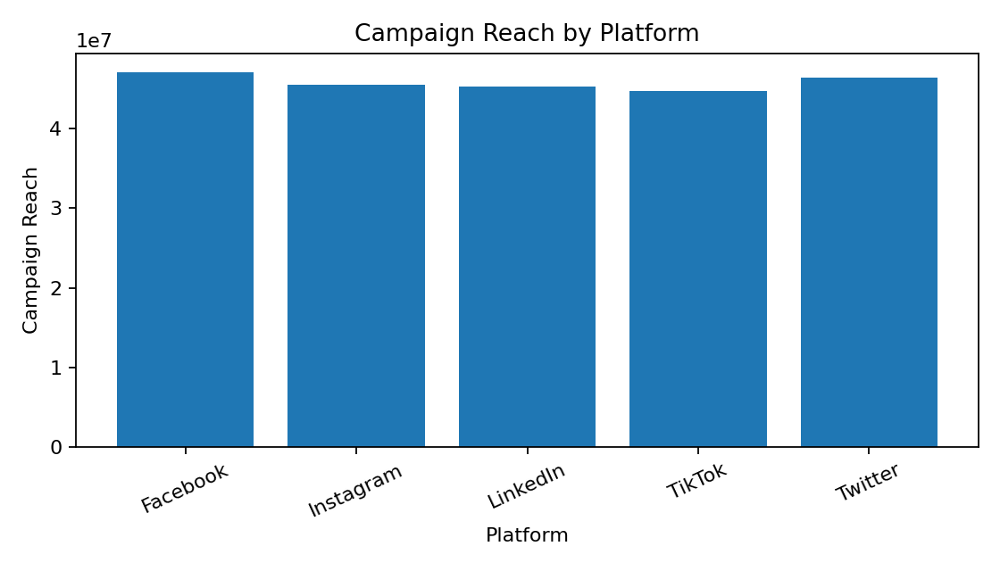 Campaign Reach by Platform
1e7
Campaign Reach
4
3
2
1
0
Facebook
Instagram
LinkedIn
TikTok
Twitter
Platform